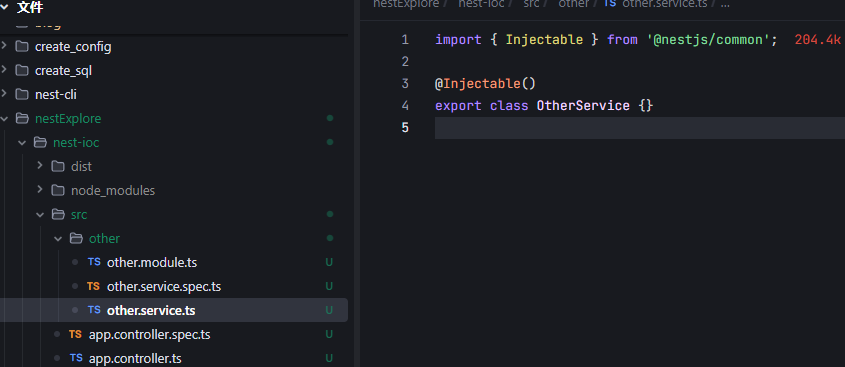 文件
create_config
create_sql
nest-cli
nestExplore
nest-ioc
dist
node_modules
src
other
TS other.module.ts U
TS other.service.spec.ts U
TS other.service.ts U
TS app.controller.spec.ts U
TS app.controller.ts U
nestExplore / nest-ioc / src / other / TS other.service.ts / ...
1 import { Injectable } from '@nestjs/common'; 204.4k
2
3 @Injectable()
4 export class OtherService {}
5